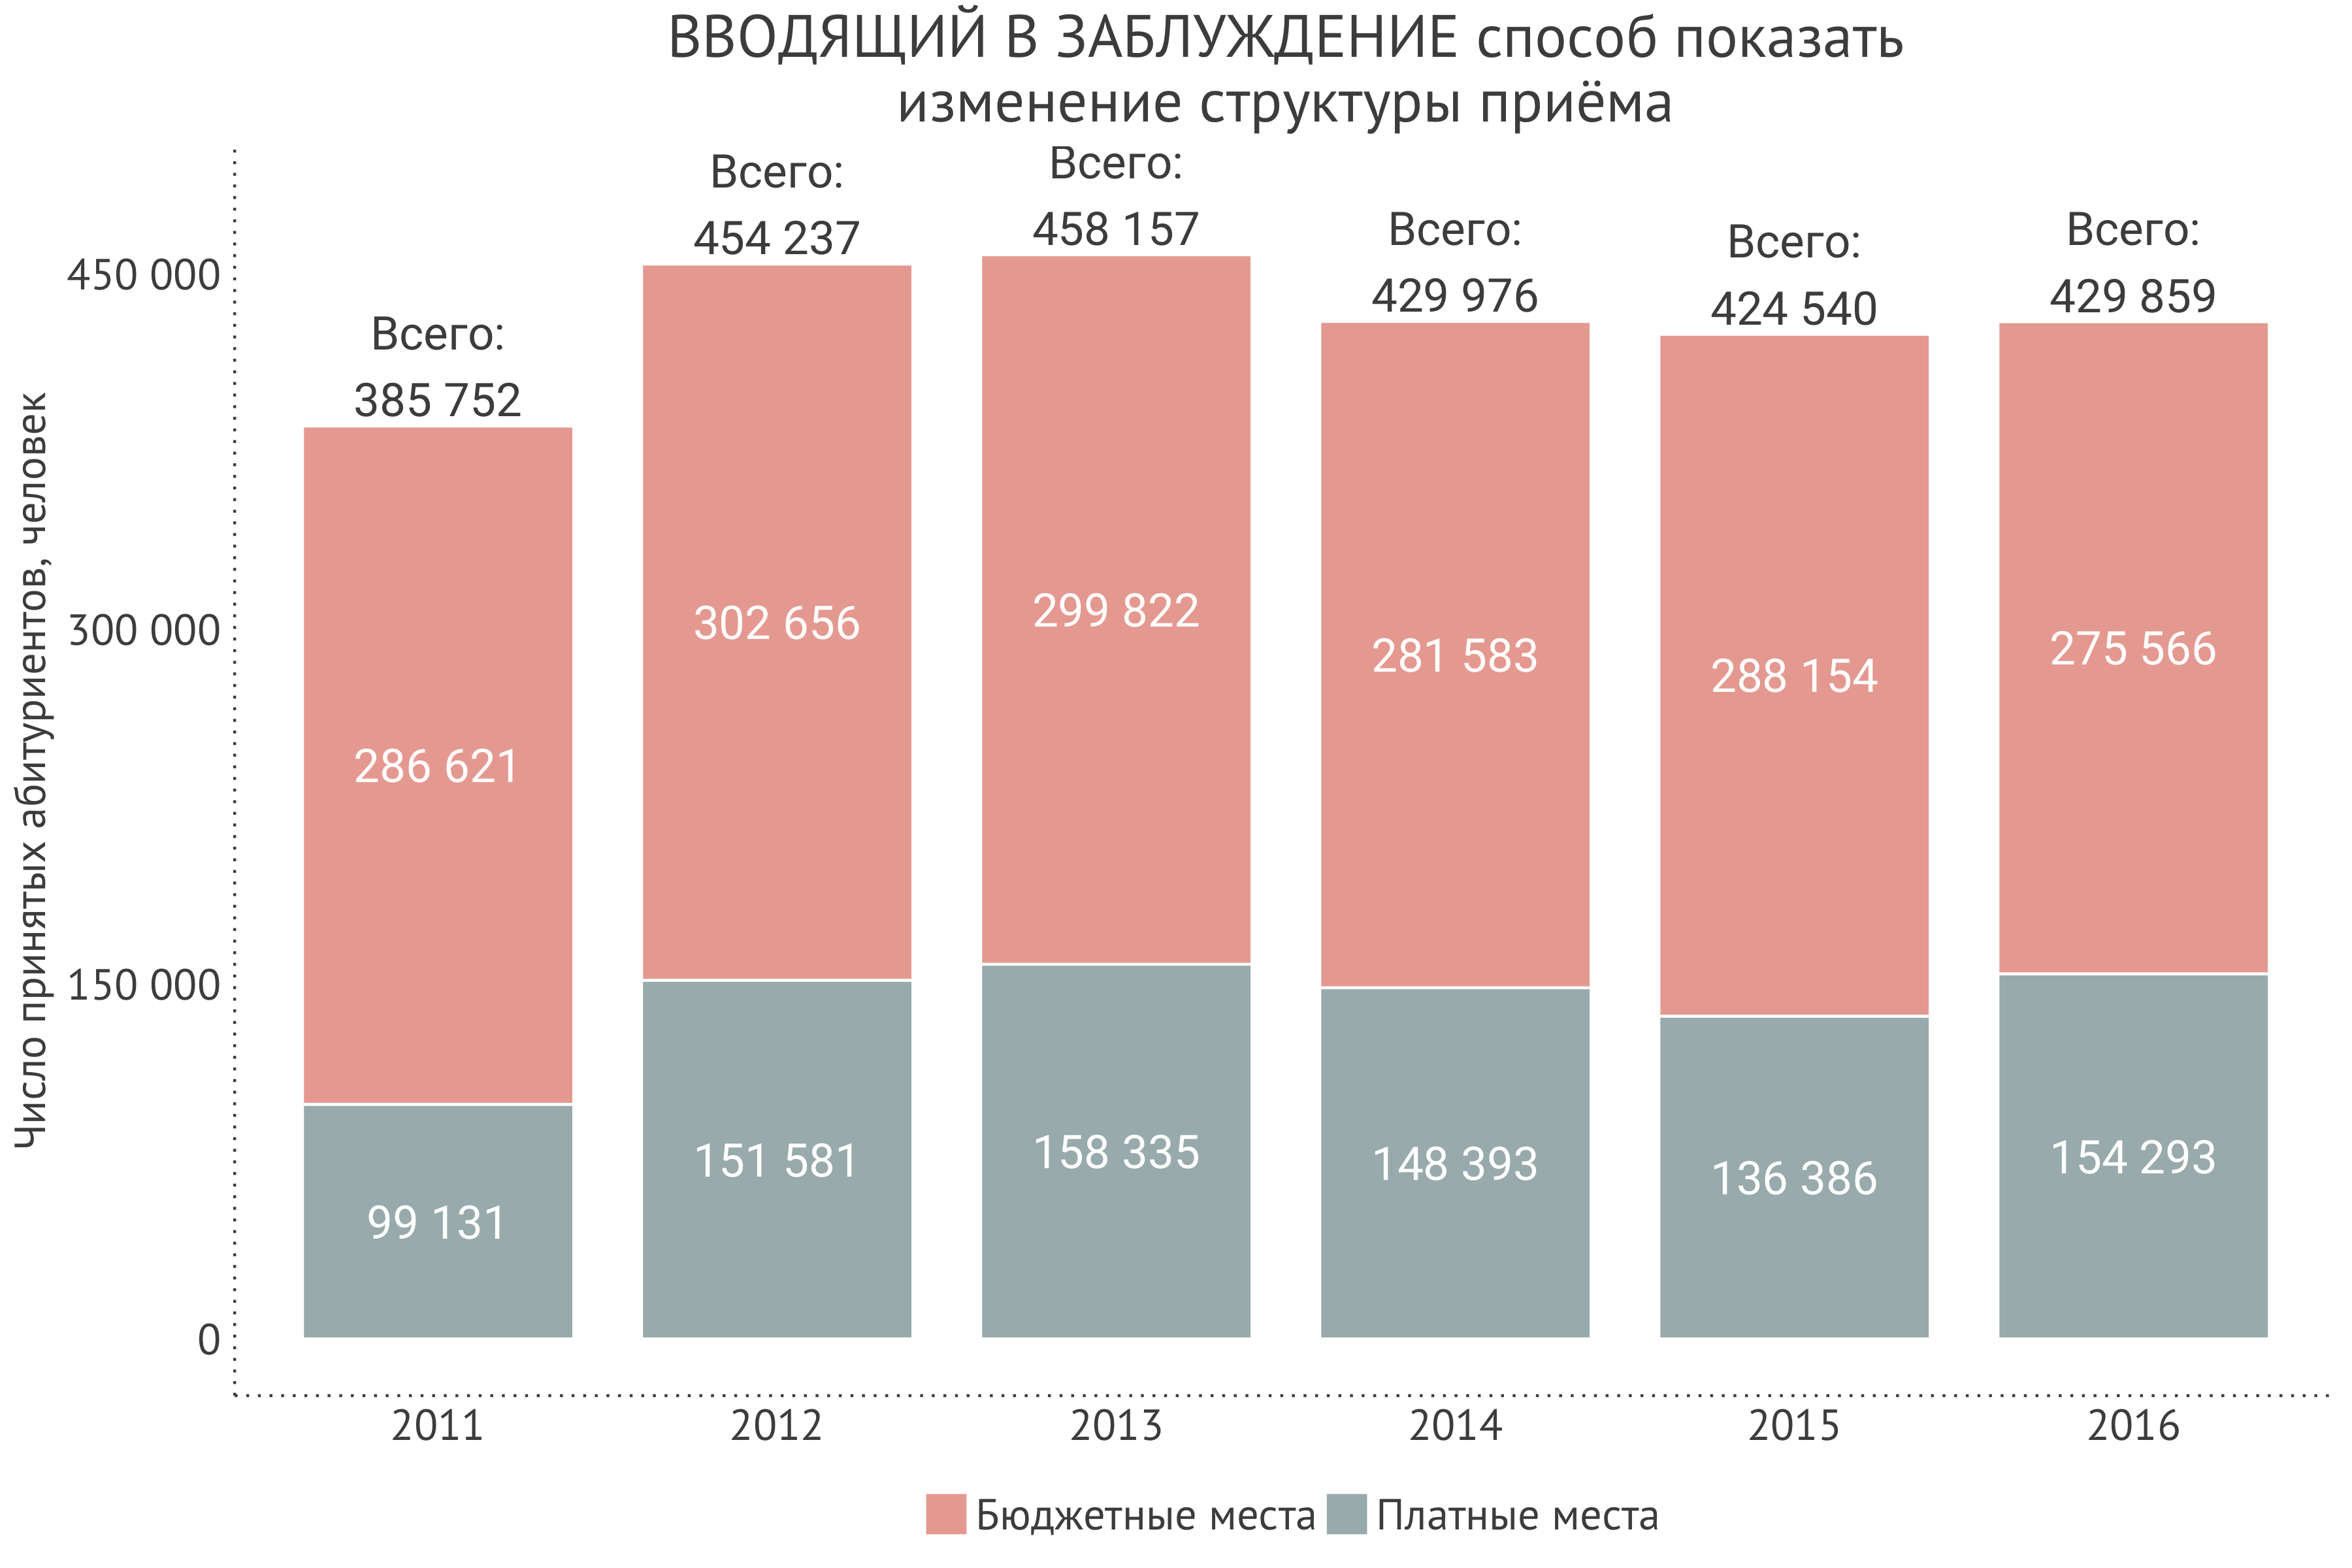 ВВОДЯЩИЙ В ЗАБЛУЖДЕНИЕ способ показать
изменение структуры приёма
Число принятых абитуриентов, человек
450 000
300 000
150 000
0
Всего:
385 752
286 621
99 131
Всего:
454 237
302 656
151 581
Всего:
458 157
299 822
158 335
Всего:
429 976
281 583
148 393
Всего:
424 540
288 154
136 386
Всего:
429 859
275 566
154 293
2011 2012 2013 2014 2015 2016
Бюджетные места Платные места